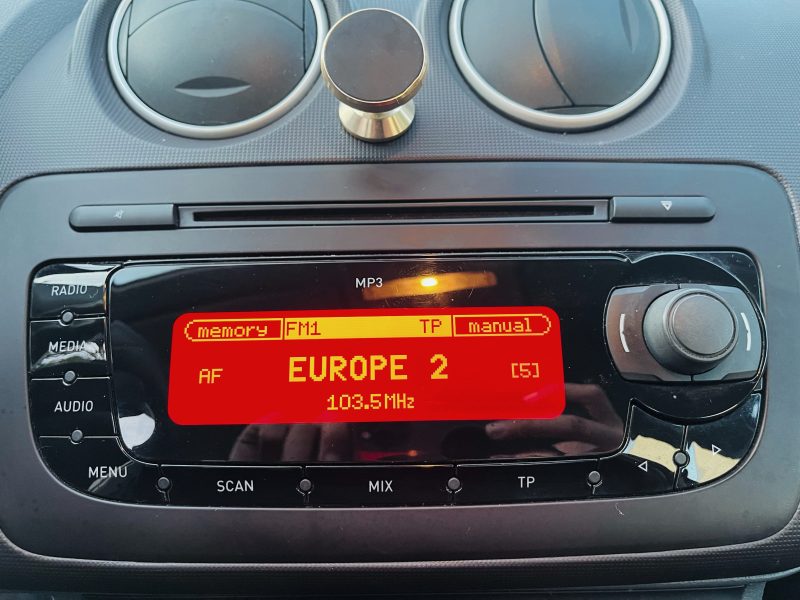 MP3
RADIO
MEDIA
AUDIO
MENU
memory FM1 TP manual
AF EUROPE 2 [5]
103.5MHz
SCAN MIX TP